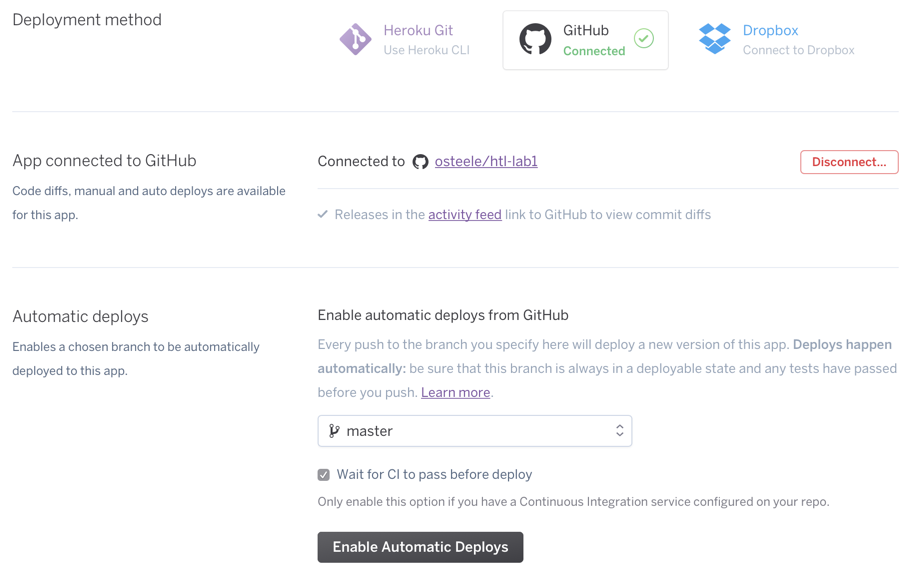 Deployment method
Heroku Git
Use Heroku CLI
GitHub
Connected
Dropbox
Connect to Dropbox
App connected to GitHub
Code diffs, manual and auto deploys are available
for this app.
Connected to osteele/htl-lab1
Disconnect...
Releases in the activity feed link to GitHub to view commit diffs
Automatic deploys
Enables a chosen branch to be automatically
deployed to this app.
Enable automatic deploys from GitHub
Every push to the branch you specify here will deploy a new version of this app. Deploys happen
automatically: be sure that this branch is always in a deployable state and any tests have passed
before you push. Learn more.
master
Wait for CI to pass before deploy
Only enable this option if you have a Continuous Integration service configured on your repo.
Enable Automatic Deploys